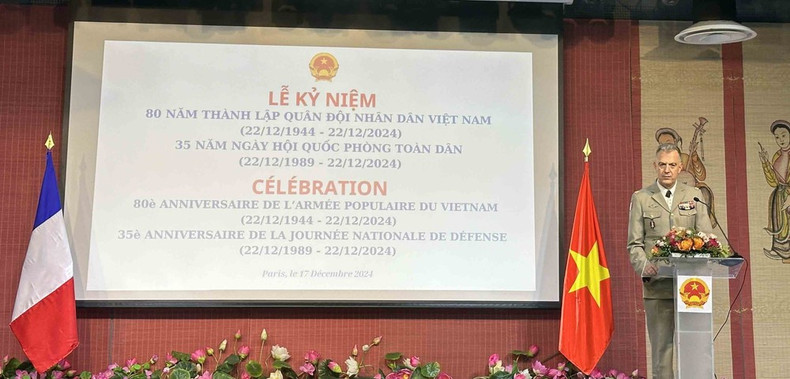 LỄ KỶ NIỆM
80 NĂM THÀNH LẬP QUÂN ĐỘI NHÂN DÂN VIỆT NAM
(22/12/1944 - 22/12/2024)
35 NĂM NGÀY HỘI QUỐC PHÒNG TOÀN DÂN
(22/12/1989 - 22/12/2024)
CÉLÉBRATION
80è ANNIVERSAIRE DE L'ARMÉE POPULAIRE DU VIETNAM
(22/12/1944 - 22/12/2024)
35è ANNIVERSAIRE DE LA JOURNÉE NATIONALE DE DÉFENSE
(22/12/1989 - 22/12/2024)
Paris, le 17 Décembre 2024